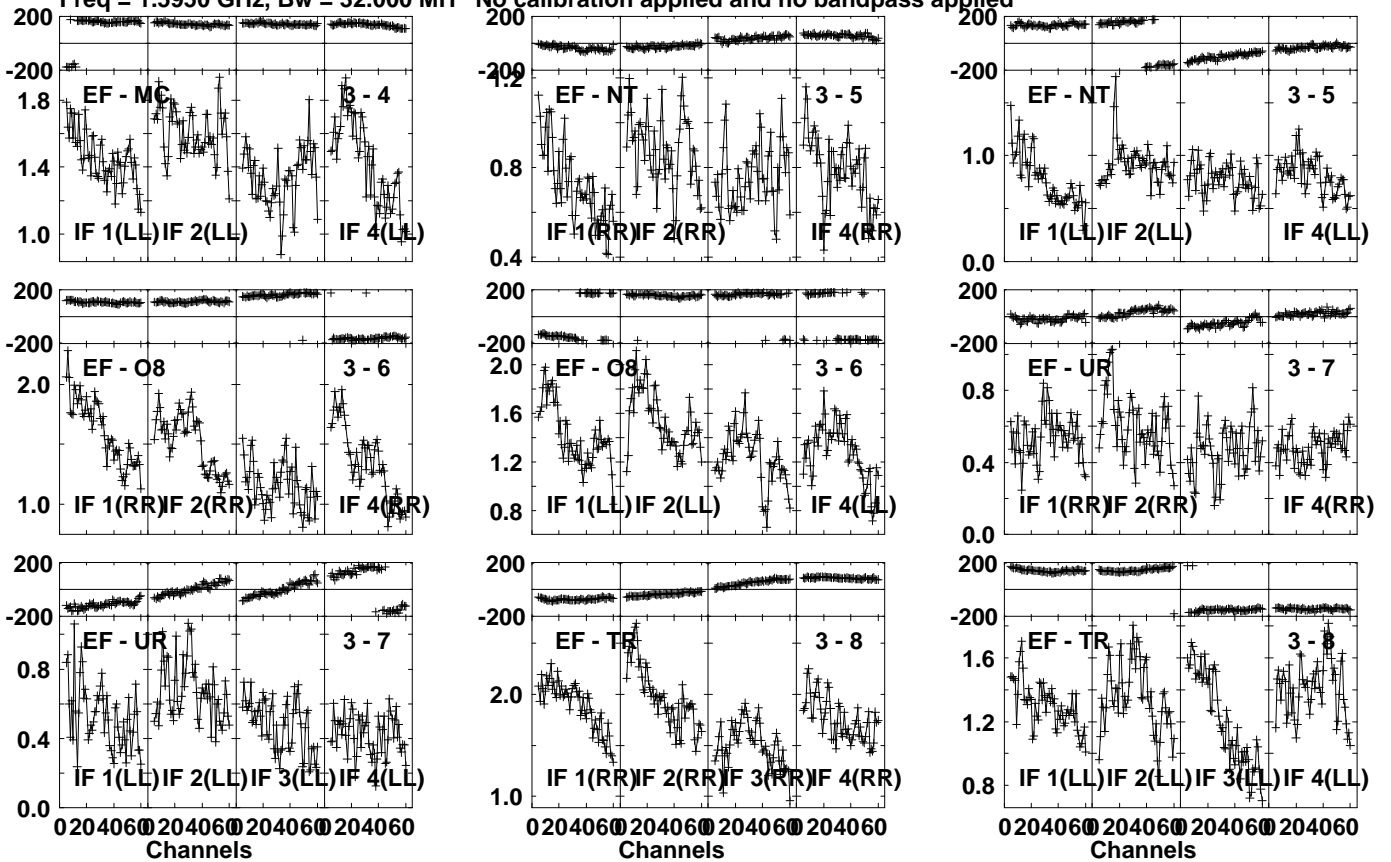 Freq = 1.5950 GHz, Bw = 32.000 MH No calibration applied and no bandpass applied
200
-200
1.8
1.4
1.0
EF - MC
3 - 4
IF 1(LL)
IF 2(LL)
IF 4(LL)
200
-200
1.2
0.8
0.4
EF - NT
3 - 5
IF 1(RR)
IF 2(RR)
IF 4(RR)
200
-200
1.0
0.0
EF - NT
3 - 5
IF 1(LL)
IF 2(LL)
IF 4(LL)
200
-200
2.0
1.0
EF - O8
3 - 6
IF 1(RR)
IF 2(RR)
IF 4(RR)
200
-200
2.0
1.6
1.2
0.8
EF - O8
3 - 6
IF 1(LL)
IF 2(LL)
IF 4(LL)
200
-200
0.8
0.4
0.0
EF - UR
3 - 7
IF 1(RR)
IF 2(RR)
IF 4(RR)
200
-200
0.8
0.4
0.0
EF - UR
3 - 7
IF 1(LL)
IF 2(LL)
IF 3(LL)
IF 4(LL)
0 20 40 60 0 20 40 60 0 20 40 60 0 20 40 60
Channels
200
-200
2.0
1.0
EF - TR
3 - 8
IF 1(RR)
IF 2(RR)
IF 3(RR)
IF 4(RR)
0 20 40 60 0 20 40 60 0 20 40 60 0 20 40 60
Channels
200
-200
1.6
1.2
0.8
EF - TR
3 - 8
IF 1(LL)
IF 2(LL)
IF 3(LL)
IF 4(LL)
0 20 40 60 0 20 40 60 0 20 40 60 0 20 40 60
Channels